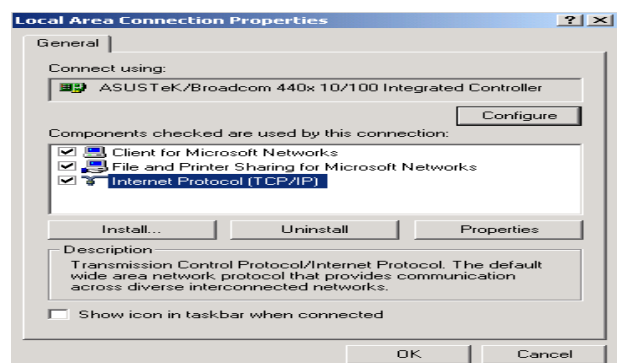 Local Area Connection Properties
General
Connect using:
ASUSTeK/Broadcom 440x 10/100 Integrated Controller
Configure
Components checked are used by this connection:
Client for Microsoft Networks
File and Printer Sharing for Microsoft Networks
Internet Protocol (TCP/IP)
Install...
Uninstall
Properties
Description
Transmission Control Protocol/Internet Protocol. The default
wide area network protocol that provides communication
across diverse interconnected networks.
Show icon in taskbar when connected
OK
Cancel